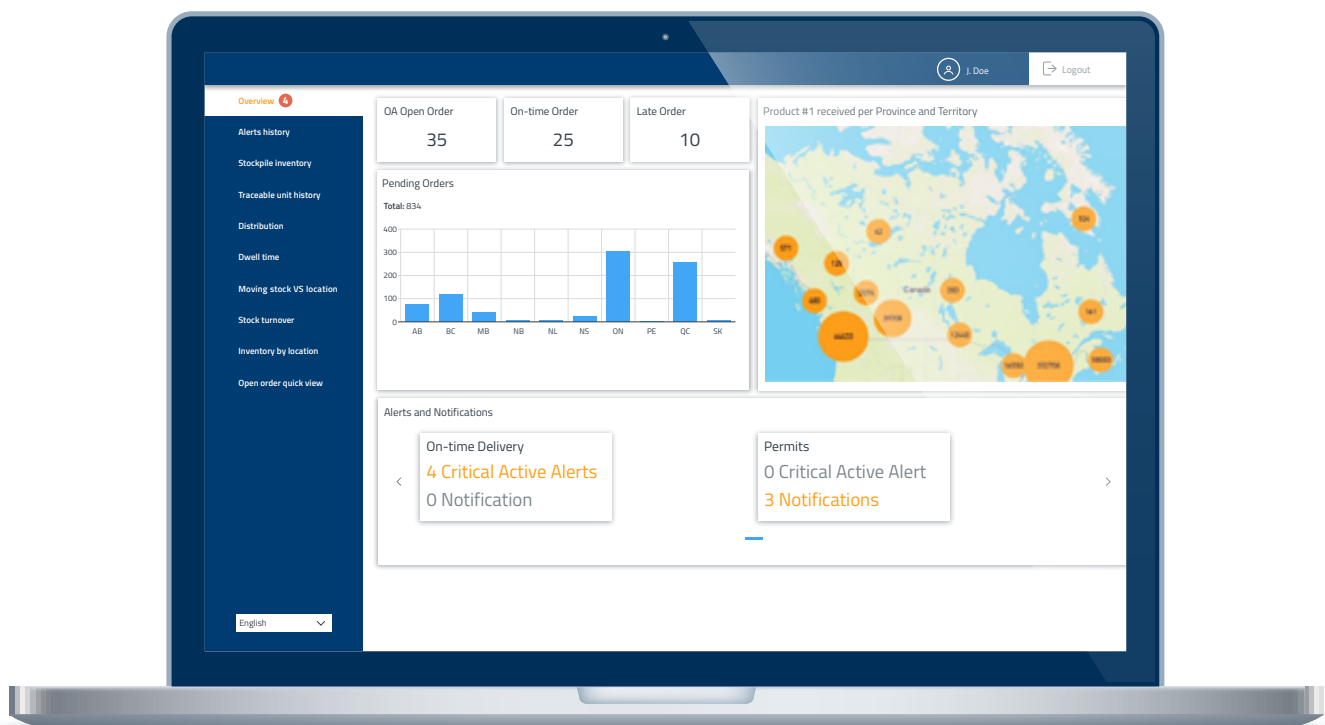 J. Doe
Logout
Overview 4
Alerts history
Stockpile inventory
Traceable unit history
Distribution
Dwell time
Moving stock VS location
Stock turnover
Inventory by location
Open order quick view
English
OA Open Order
35
On-time Order
25
Late Order
10
Pending Orders
Total: 834
400
300
200
100
0
AB BC MB NB NL NS ON PE QC SK
Product #1 received per Province and Territory
Canada
Alerts and Notifications
On-time Delivery
4 Critical Active Alerts
0 Notification
Permits
0 Critical Active Alert
3 Notifications